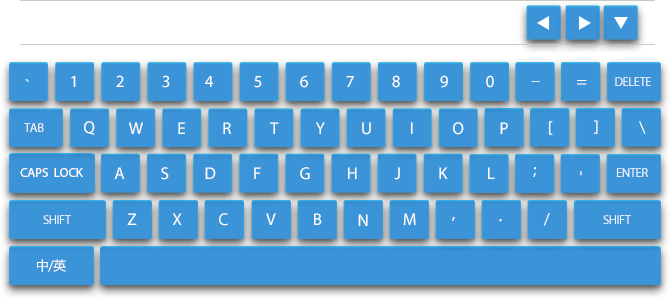 ◀ ▶ ▼
` 1 2 3 4 5 6 7 8 9 0 – = DELETE
TAB Q W E R T Y U I O P [ ] \
CAPS LOCK A S D F G H J K L ; ' ENTER
SHIFT Z X C V B N M , . / SHIFT
中/英